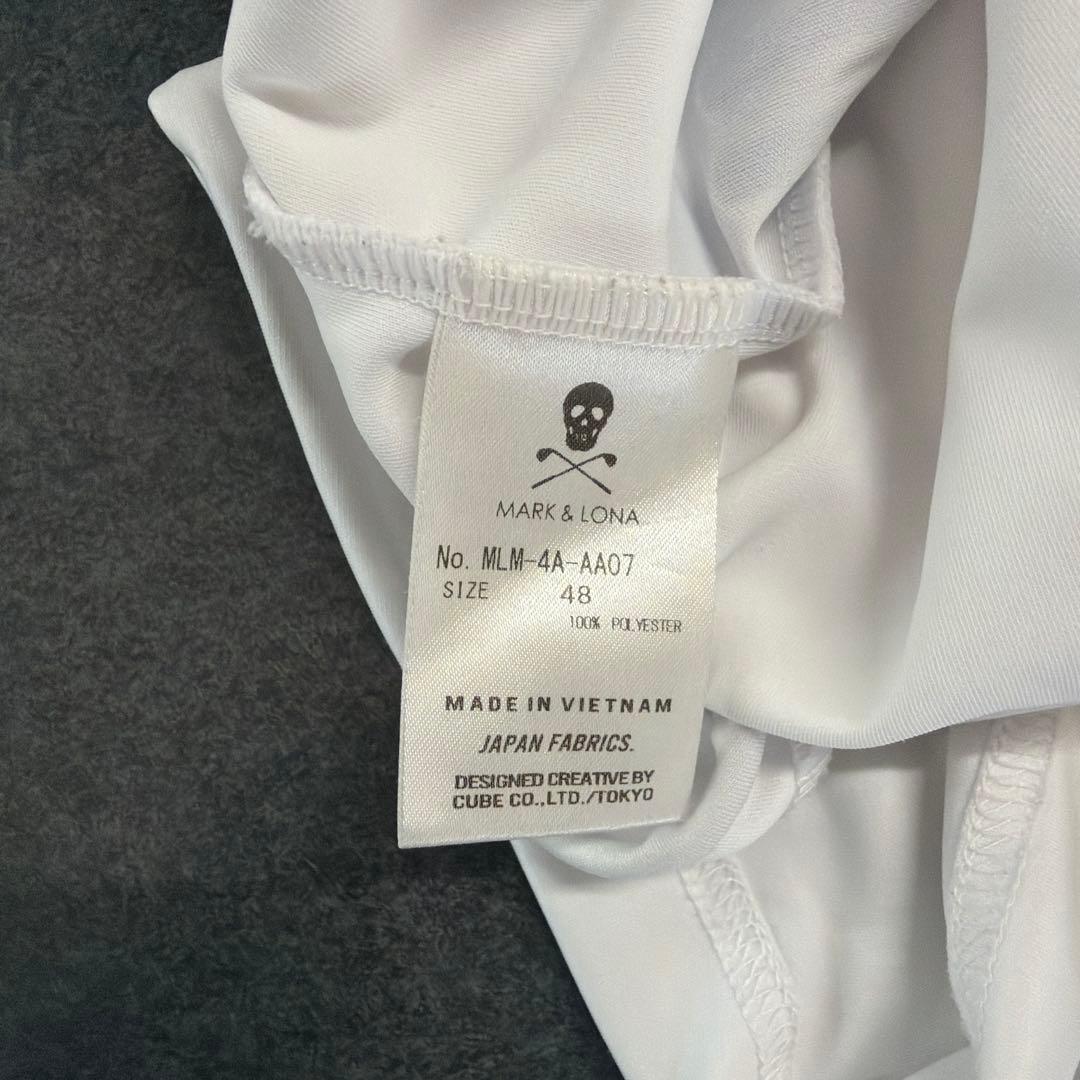 MARK & LONA
No. MLM-4A-AA07
SIZE 48
100% POLYESTER
MADE IN VIETNAM
JAPAN FABRICS.
DESIGNED CREATIVE BY
CUBE CO.,LTD./TOKYO